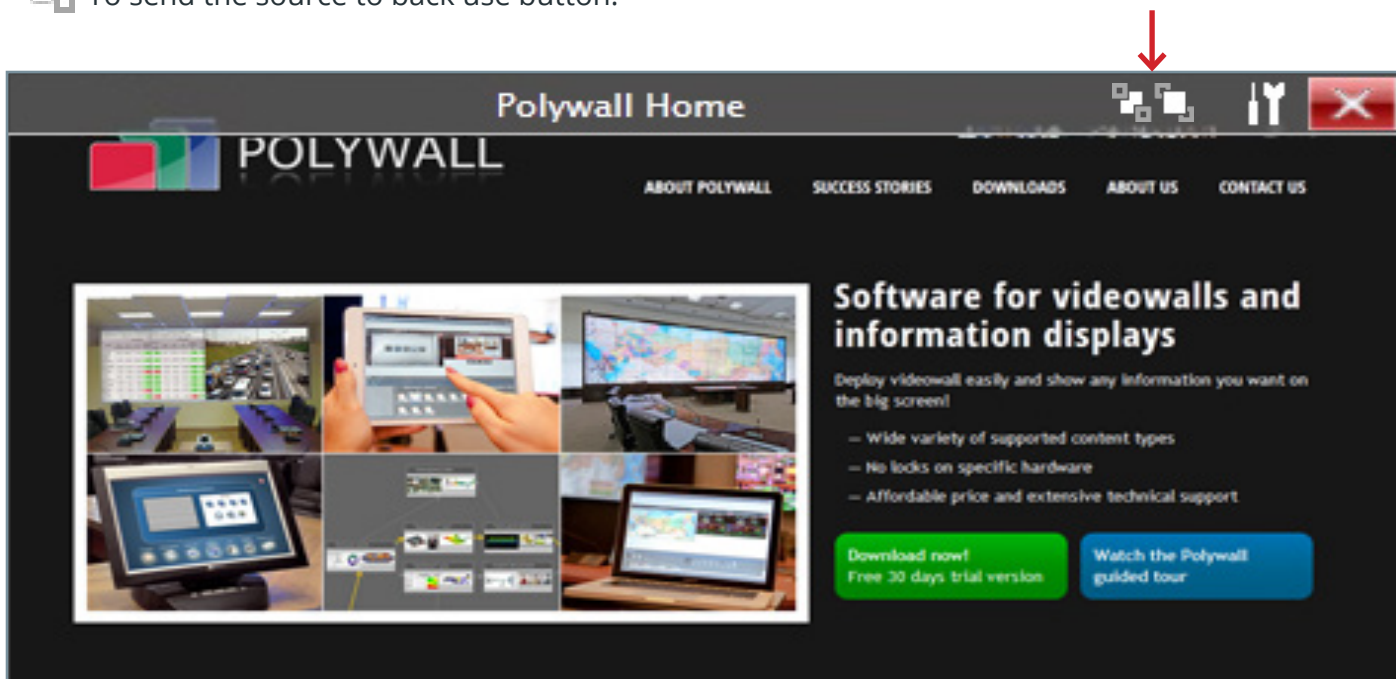 To send the source to back use button.
Polywall Home
POLYWALL
ABOUT POLYWALL SUCCESS STORIES DOWNLOADS ABOUT US CONTACT US
Software for videowalls and
information displays
Deploy videowall easily and show any information you want on
the big screen!
— Wide variety of supported content types
— No locks on specific hardware
— Affordable price and extensive technical support
Download now!
Free 30 days trial version
Watch the Polywall
guided tour